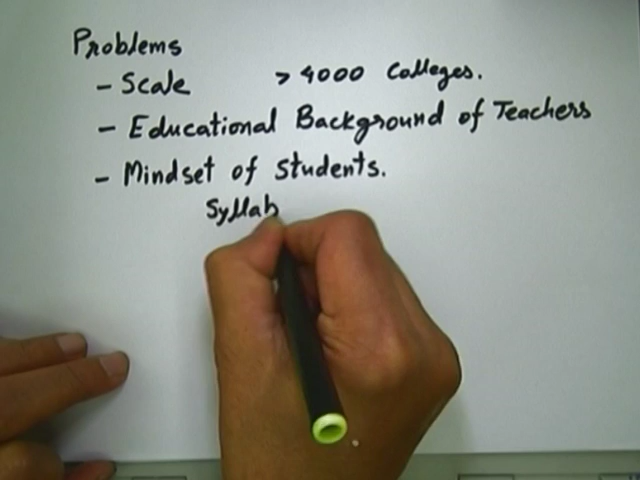 Problems
- Scale > 4000 Colleges.
- Educational Background of Teachers
- Mindset of Students.
Syllab